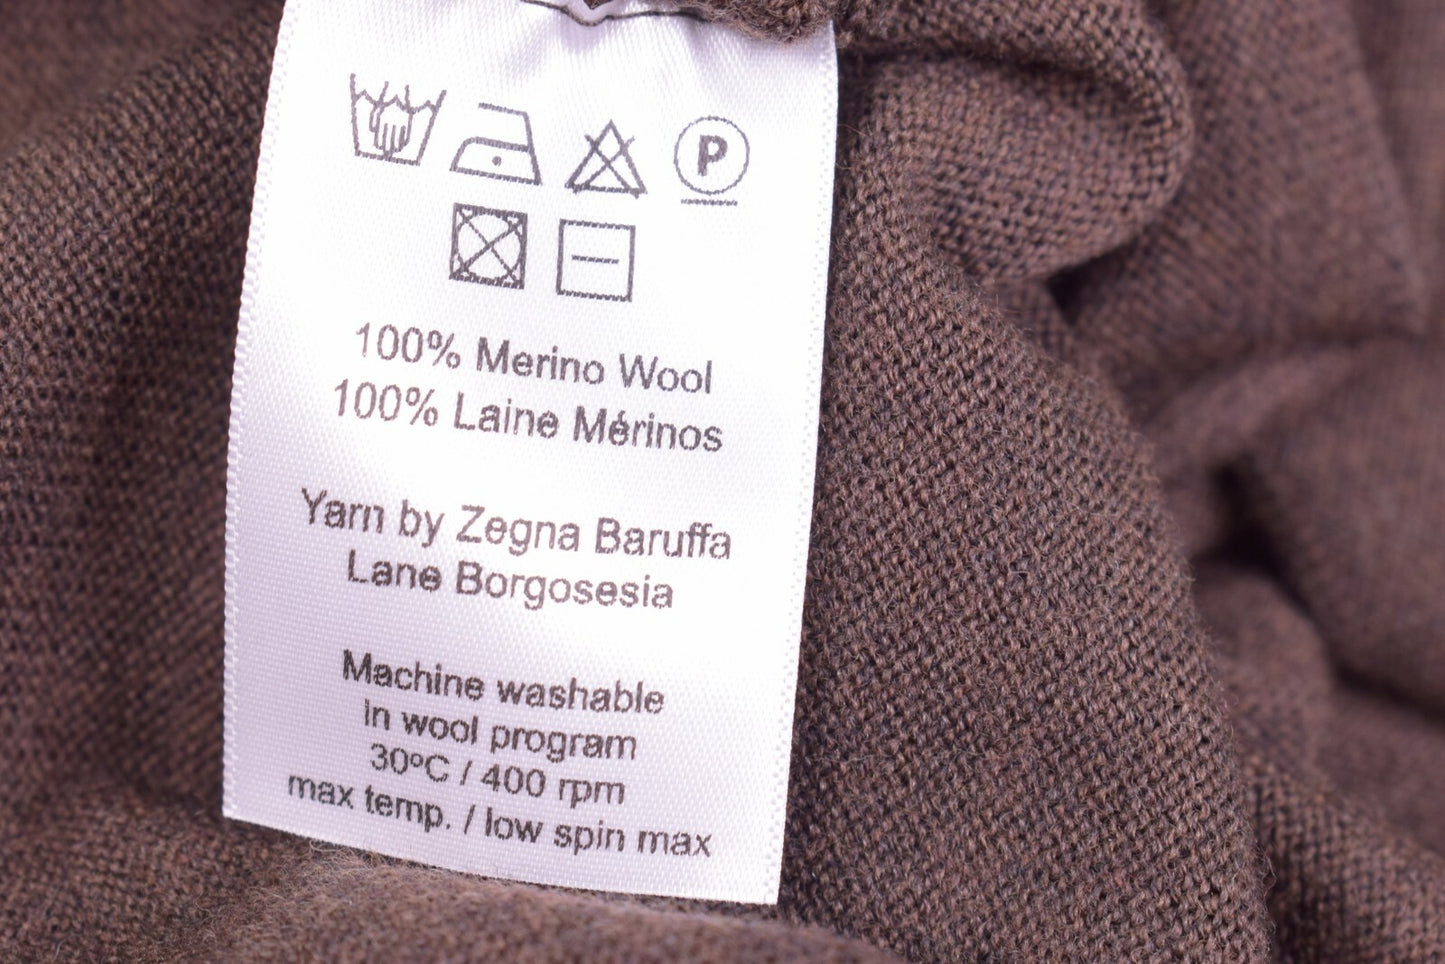 P
100% Merino Wool
100% Laine Mérinos
Yarn by Zegna Baruffa
Lane Borgosesia
Machine washable
in wool program
30ºC / 400 rpm
max temp. / low spin max